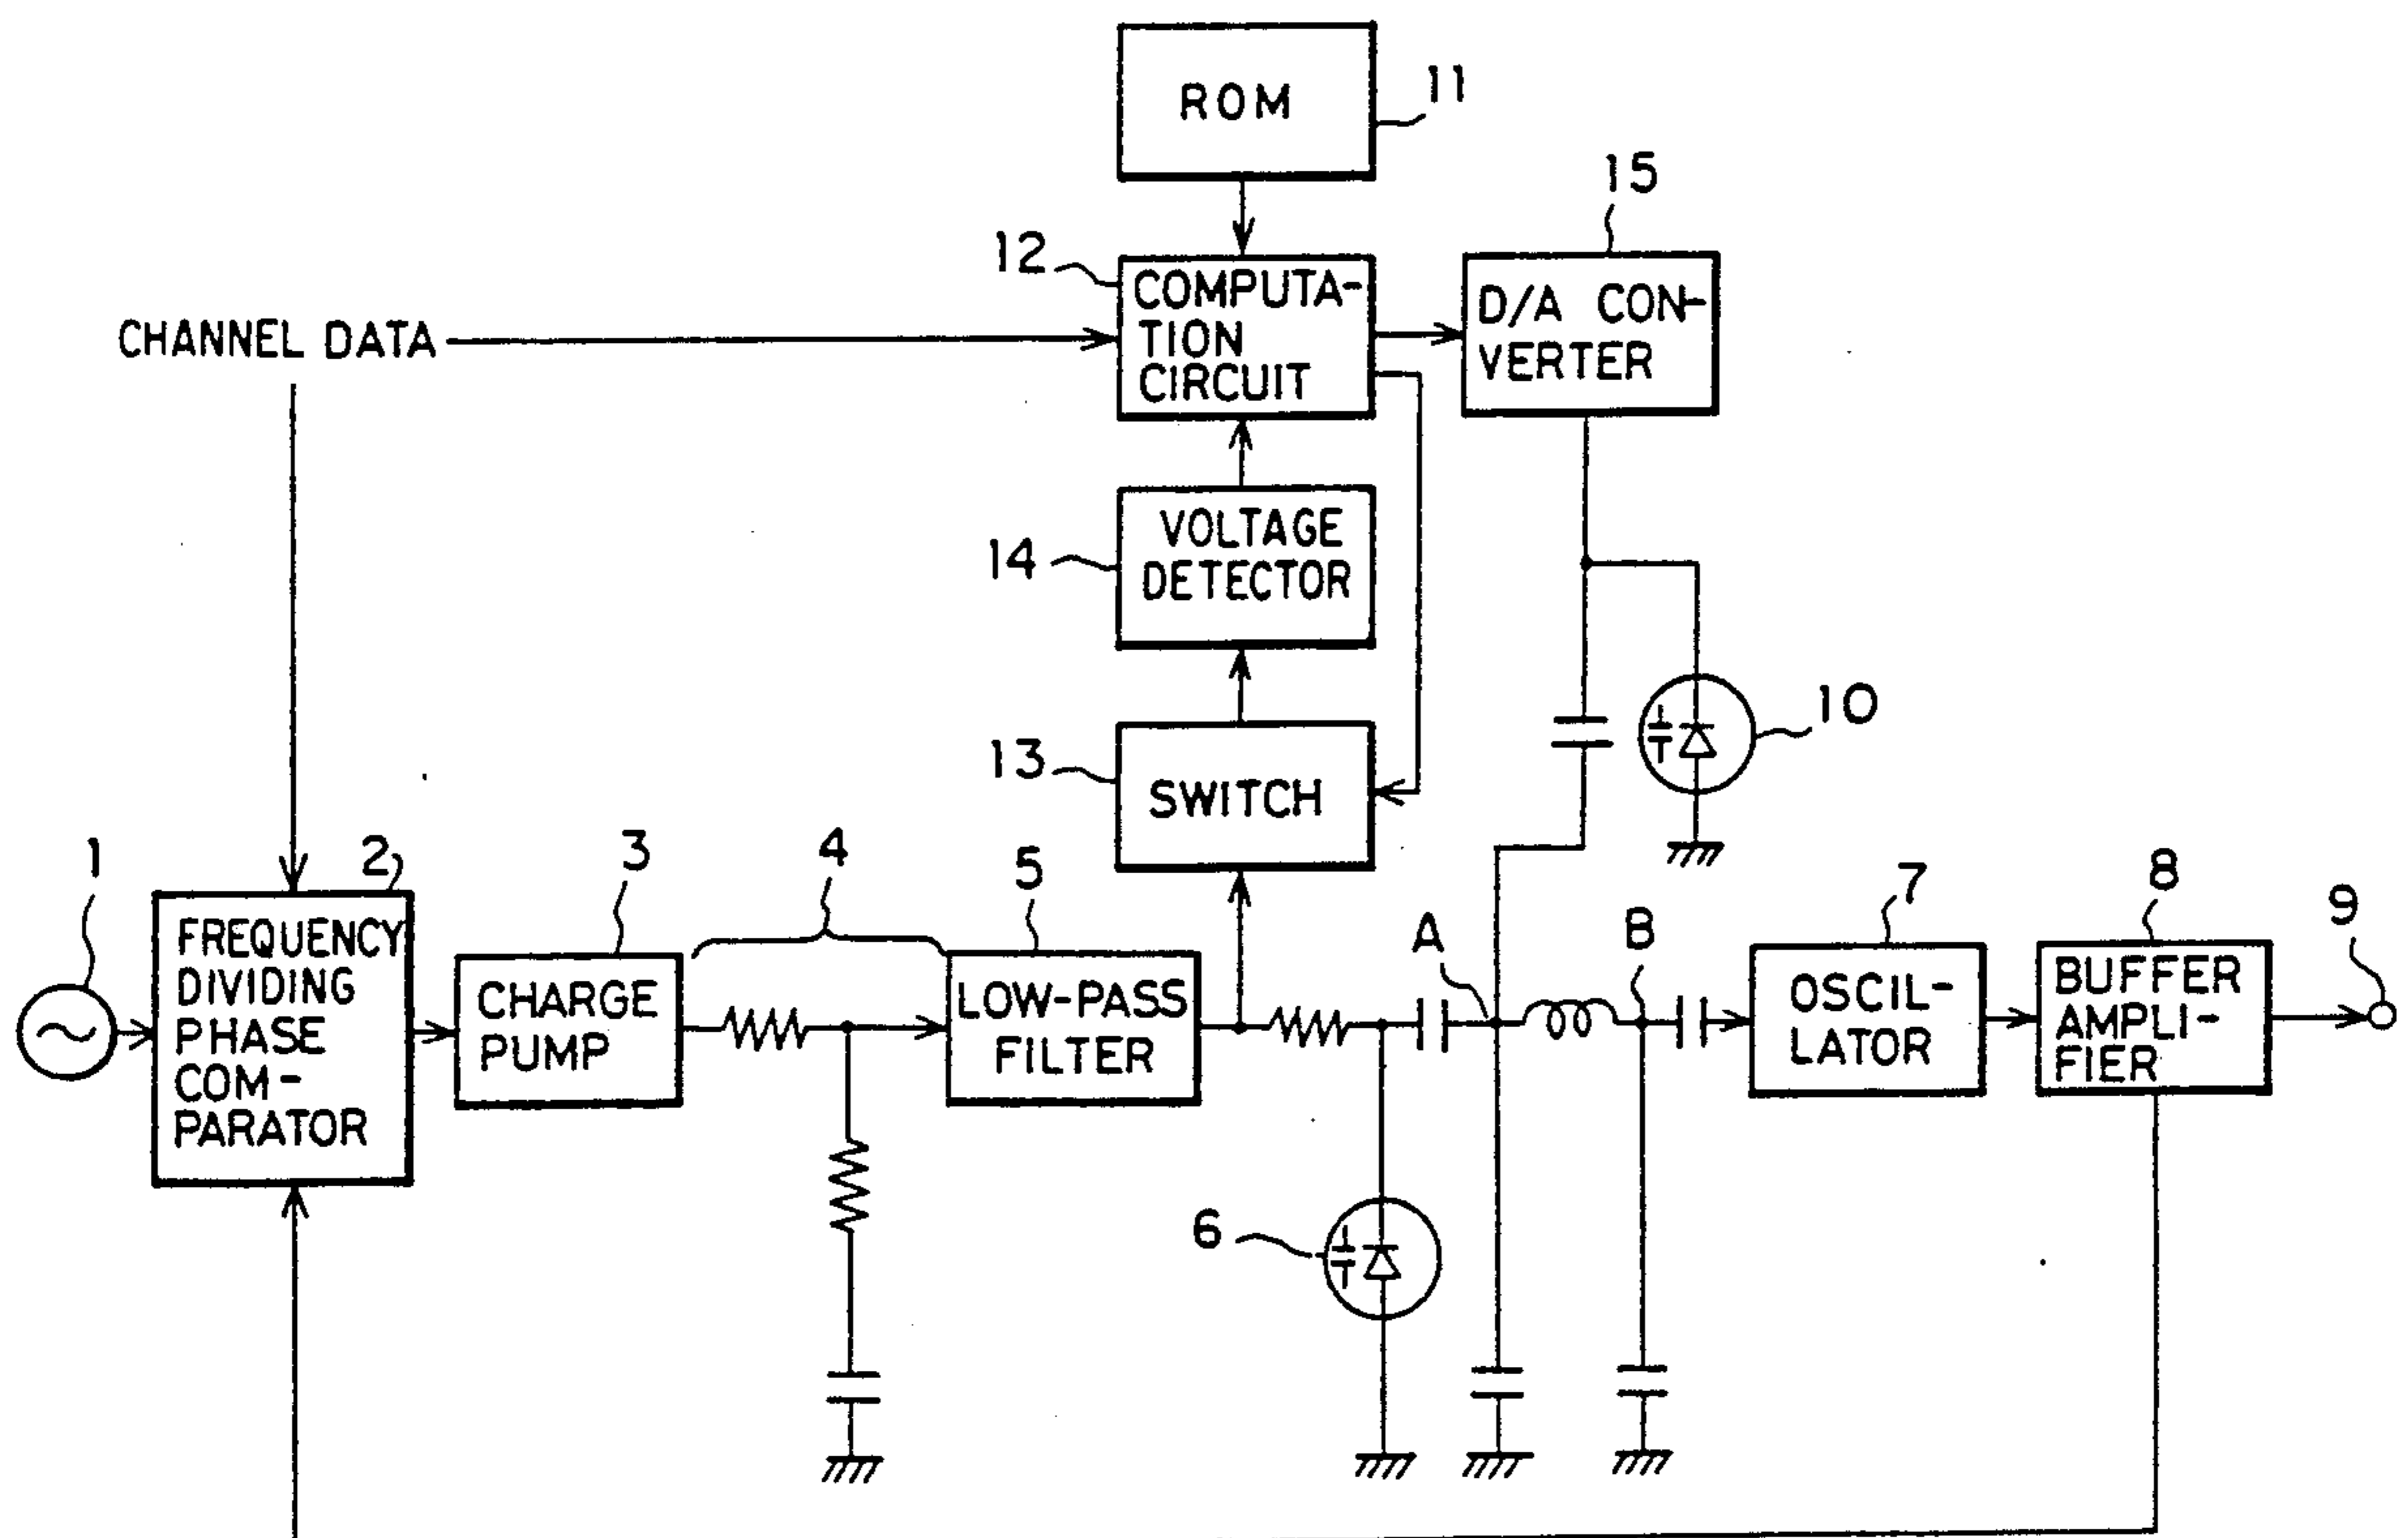 ROM
11
15
12
COMPUTA-
TION
CIRCUIT
D/A CON-
VERTER
CHANNEL DATA
14
VOLTAGE
DETECTOR
10
13
SWITCH
1
2
3
4
5
A
B
7
8
9
FREQUENCY
DIVIDING
PHASE
COM-
PARATOR
CHARGE
PUMP
LOW-PASS
FILTER
OSCIL-
LATOR
BUFFER
AMPLI-
FIER
6